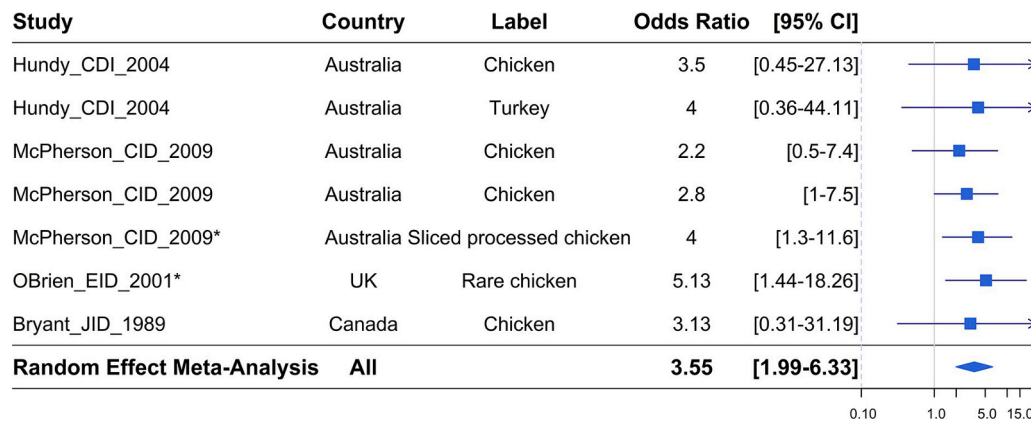 Study Country Label Odds Ratio [95% CI]
Hundy_CDI_2004 Australia Chicken 3.5 [0.45-27.13]
Hundy_CDI_2004 Australia Turkey 4 [0.36-44.11]
McPherson_CID_2009 Australia Chicken 2.2 [0.5-7.4]
McPherson_CID_2009 Australia Chicken 2.8 [1-7.5]
McPherson_CID_2009* Australia Sliced processed chicken 4 [1.3-11.6]
OBrien_EID_2001* UK Rare chicken 5.13 [1.44-18.26]
Bryant_JID_1989 Canada Chicken 3.13 [0.31-31.19]
Random Effect Meta-Analysis All 3.55 [1.99-6.33]
0.10 1.0 5.0 15.0